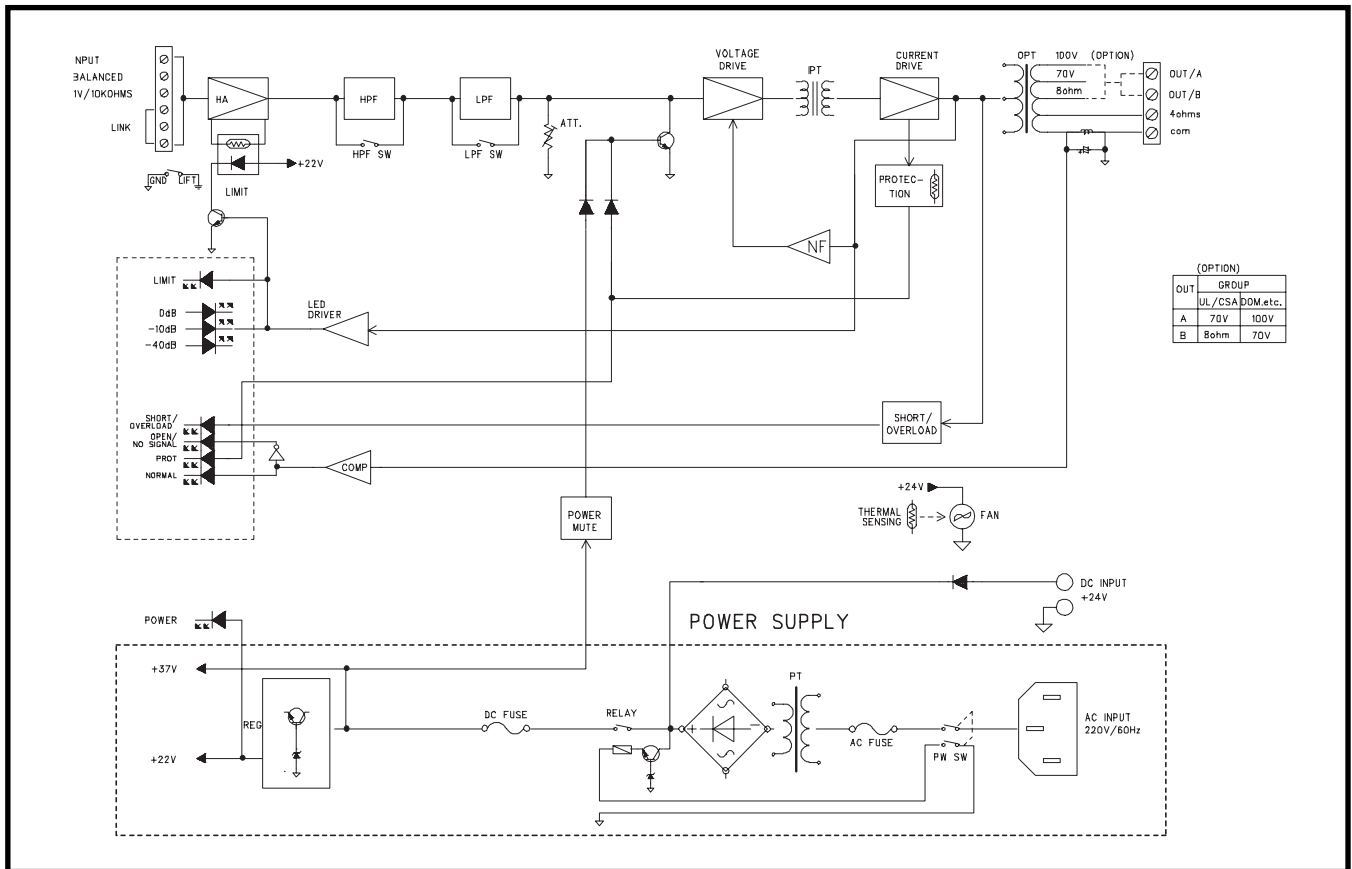 NPUT
BALANCED
1V/10KOHMS
LINK
GND LIFT
HA
+22V
LIMIT
HPF
HPF SW
LPF
LPF SW
ATT.
VOLTAGE
DRIVE
IPT
CURRENT
DRIVE
PROTEC-
TION
NF
OPT
100V (OPTION)
70V
8ohm
OUT/A
OUT/B
4ohms
com
(OPTION)
OUT GROUP
UL/CSA DOM.etc.
A 70V 100V
B 8ohm 70V
LIMIT
0dB
-10dB
-40dB
LED
DRIVER
SHORT/
OVERLOAD
OPEN/
NO SIGNAL
PROT
NORMAL
COMP
SHORT/
OVERLOAD
+24V
THERMAL
SENSING
FAN
POWER
MUTE
DC INPUT
+24V
POWER
POWER SUPPLY
+37V
REG
+22V
DC FUSE
RELAY
+ -
PT
AC FUSE
PW SW
AC INPUT
220V/60Hz